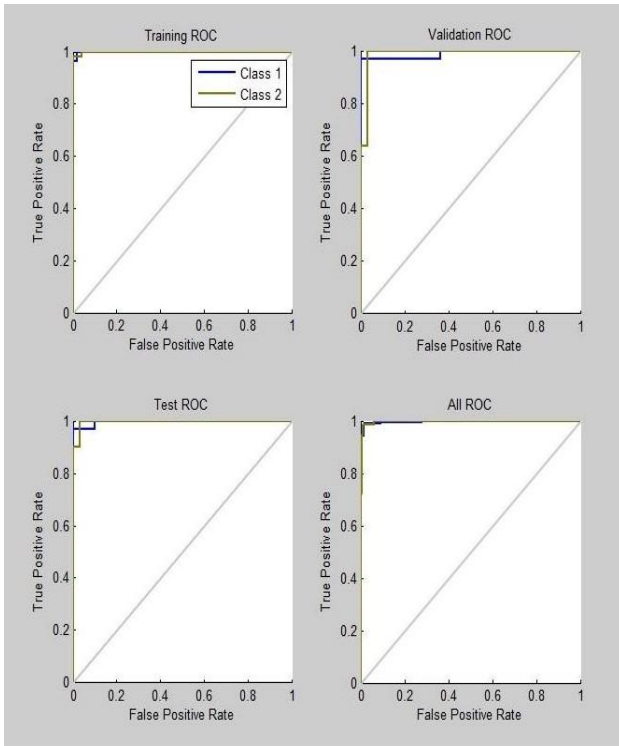 Training ROC
1
0.8
0.6
0.4
0.2
0
True Positive Rate
Class 1
Class 2
0 0.2 0.4 0.6 0.8 1
False Positive Rate
Validation ROC
1
0.8
0.6
0.4
0.2
0
True Positive Rate
0 0.2 0.4 0.6 0.8 1
False Positive Rate
Test ROC
1
0.8
0.6
0.4
0.2
0
True Positive Rate
0 0.2 0.4 0.6 0.8 1
False Positive Rate
All ROC
1
0.8
0.6
0.4
0.2
0
True Positive Rate
0 0.2 0.4 0.6 0.8 1
False Positive Rate